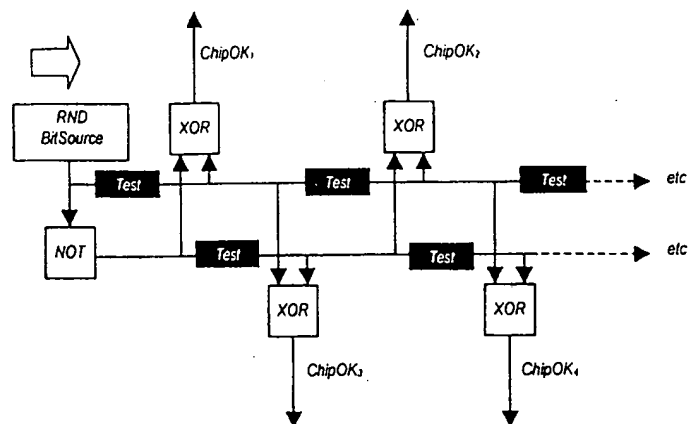 ChipOK₁
ChipOK₂
RND
BitSource
XOR
XOR
Test
Test
Test
etc
NOT
Test
Test
etc
XOR
XOR
ChipOK₃
ChipOK₄